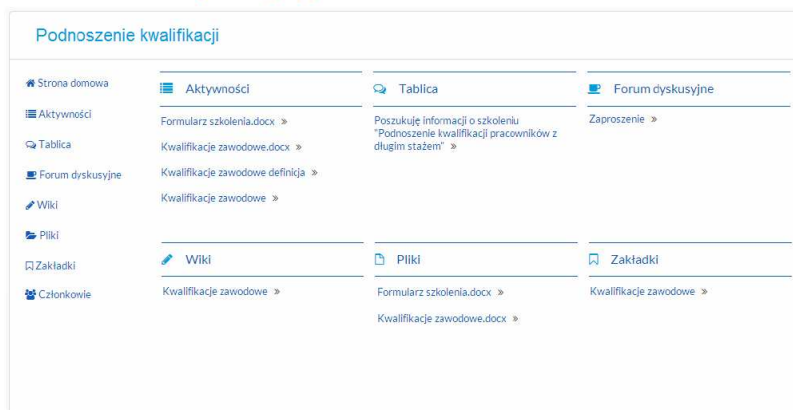 Podnoszenie kwalifikacji
Strona domowa
Aktywności
Tablica
Forum dyskusyjne
Wiki
Pliki
Zakładki
Członkowie
Aktywności
Formularz szkolenia.docx »
Kwalifikacje zawodowe.docx »
Kwalifikacje zawodowe definicja »
Kwalifikacje zawodowe »
Tablica
Poszukuję informacji o szkoleniu
"Podnoszenie kwalifikacji pracowników z
długim stażem" »
Forum dyskusyjne
Zaproszenie »
Wiki
Kwalifikacje zawodowe »
Pliki
Formularz szkolenia.docx »
Kwalifikacje zawodowe.docx »
Zakładki
Kwalifikacje zawodowe »